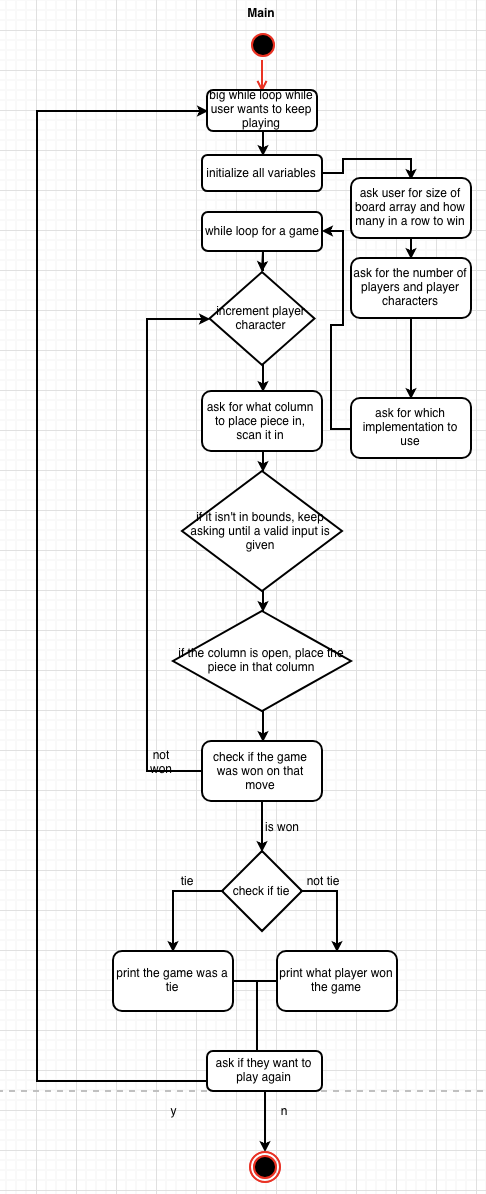 Main
big while loop while
user wants to keep
playing
initialize all variables
ask user for size of
board array and how
many in a row to win
while loop for a game
ask for the number of
players and player
characters
increment player
character
ask for what column
to place piece in,
scan it in
ask for which
implementation to
use
if it isn't in bounds, keep
asking until a valid input is
given
if the column is open, place the
piece in that column
not
won
check if the game
was won on that
move
is won
tie
check if tie
not tie
print the game was a
tie
print what player won
the game
ask if they want to
play again
y
n